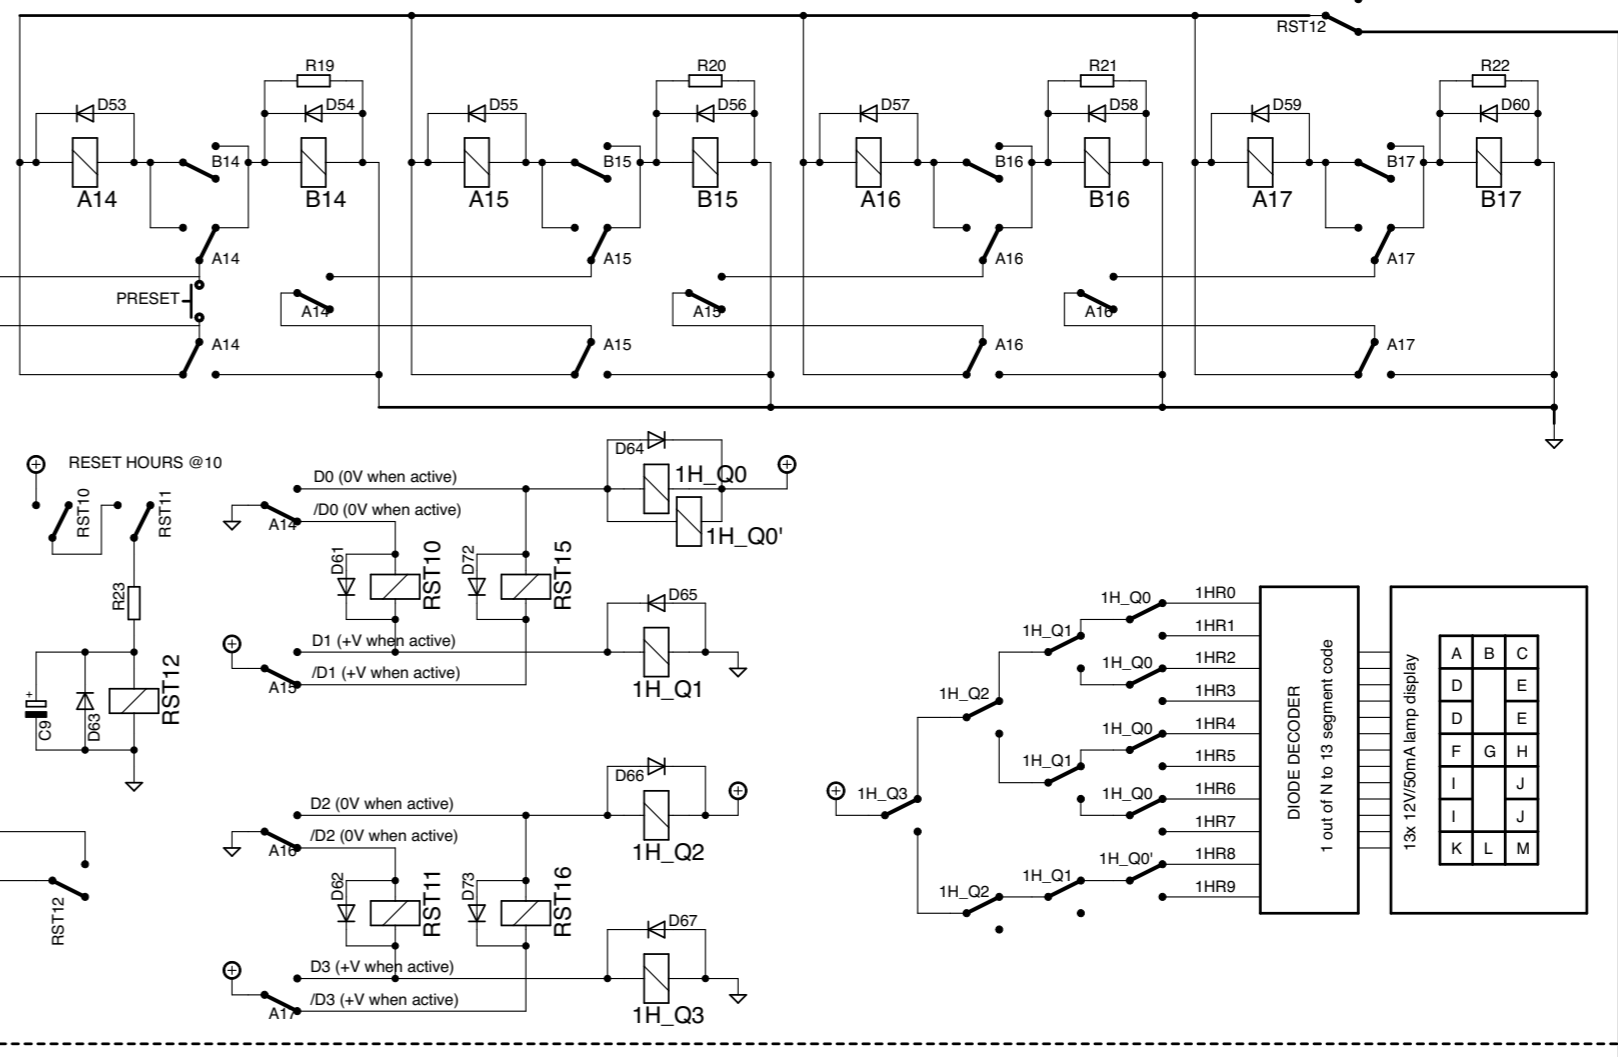 RST12
R19
R20
R21
R22
D53
D54
D55
D56
D57
D58
D59
D60
B14
B15
B16
B17
A14
B14
A15
B15
A16
B16
A17
B17
A14
A15
A16
A17
PRESET
A14
A15
A16
A14
A15
A16
A17
RESET HOURS @10
RST10
RST11
R23
C9
+
D63
RST12
RST12
D0 (0V when active)
/D0 (0V when active)
A14
D61
RST10
D72
RST15
D64
1H_Q0
1H_Q0'
D1 (+V when active)
/D1 (+V when active)
A15
D65
1H_Q1
D2 (0V when active)
/D2 (0V when active)
A16
D62
RST11
D73
RST16
D66
1H_Q2
D3 (+V when active)
/D3 (+V when active)
A17
D67
1H_Q3
1H_Q3
1H_Q2
1H_Q2
1H_Q1
1H_Q1
1H_Q1
1H_Q0
1H_Q0
1H_Q0
1H_Q0
1H_Q0'
1HR0
1HR1
1HR2
1HR3
1HR4
1HR5
1HR6
1HR7
1HR8
1HR9
DIODE DECODER
1 out of N to 13 segment code
13x 12V/50mA lamp display
A B C
D E
D E
F G H
I J
I J
K L M